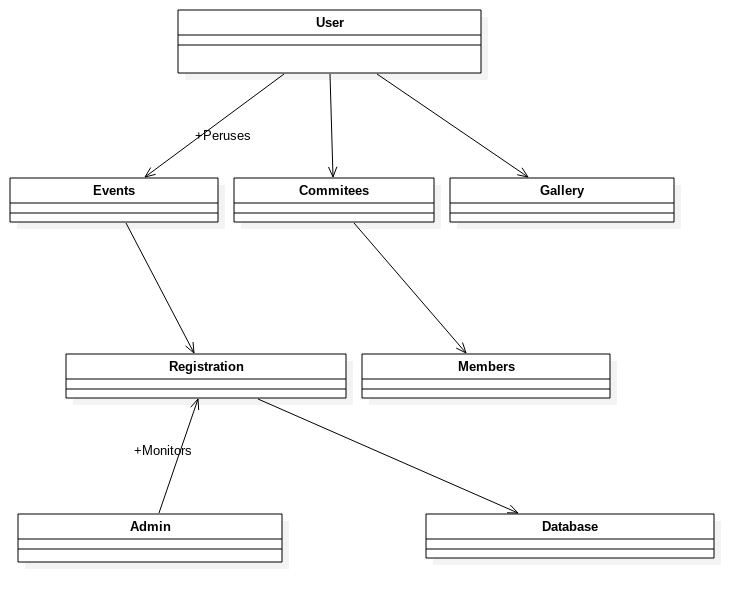 User
+Peruses
Events
Commitees
Gallery
Registration
Members
+Monitors
Admin
Database